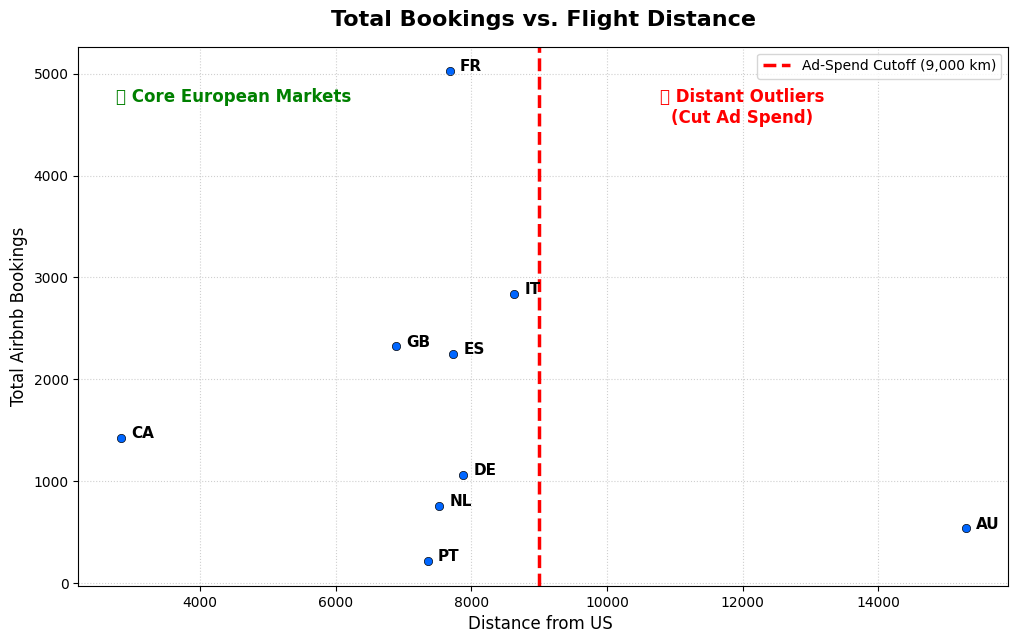 Total Bookings vs. Flight Distance
Ad-Spend Cutoff (9,000 km)
Core European Markets
Distant Outliers
(Cut Ad Spend)
FR
IT
GB
ES
CA
DE
NL
PT
AU
5000
4000
3000
2000
1000
0
4000
6000
8000
10000
12000
14000
Total Airbnb Bookings
Distance from US